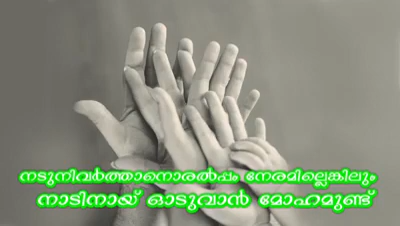 നടുനിവർത്താനൊരൽപ്പം നേരമില്ലെങ്കിലും
നാടിനായ് ഓടുവാൻ മോഹമുണ്ട്